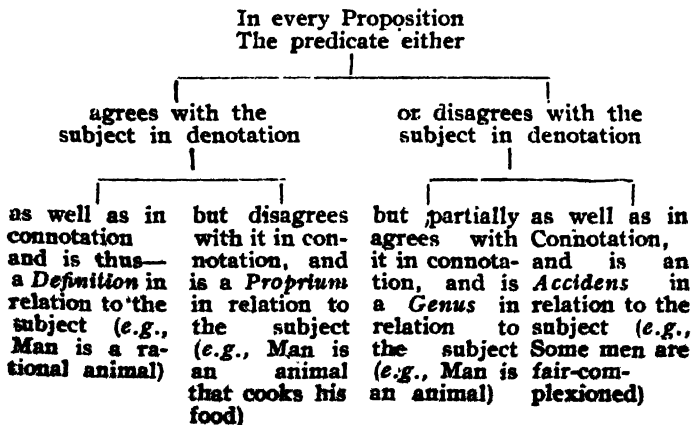 In every Proposition
The predicate either
agrees with the
subject in denotation
or disagrees with the
subject in denotation
as well as in
connotation
and is thus—
a Definition in
relation to the
subject (e.g.,
Man is a ra-
tional animal)
but disagrees
with it in con-
notation, and
is a Proprium
in relation to
the subject
(e.g., Man is
an animal
that cooks his
food)
but partially
agrees with
it in connota-
tion, and is
a Genus in
relation to
the subject
(e.g., Man is
an animal)
as well as in
Connotation,
and is an
Accidens in
relation to the
subject (e.g.,
Some men are
fair-com-
plexioned)